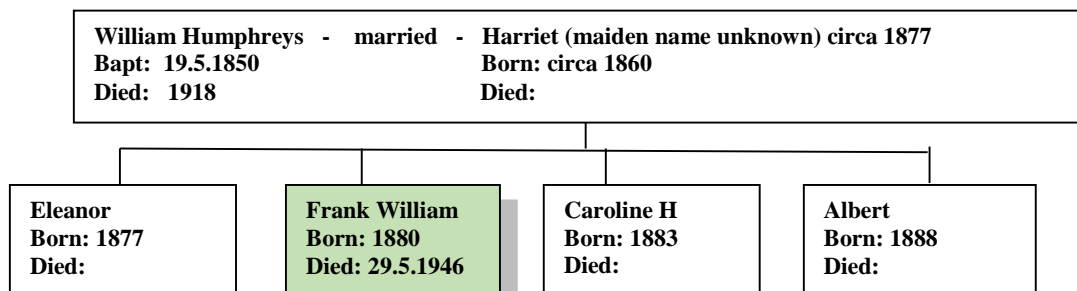 William Humphreys - married - Harriet (maiden name unknown) circa 1877
Bapt: 19.5.1850 Born: circa 1860
Died: 1918 Died:
Eleanor
Born: 1877
Died:
Frank William
Born: 1880
Died: 29.5.1946
Caroline H
Born: 1883
Died:
Albert
Born: 1888
Died: